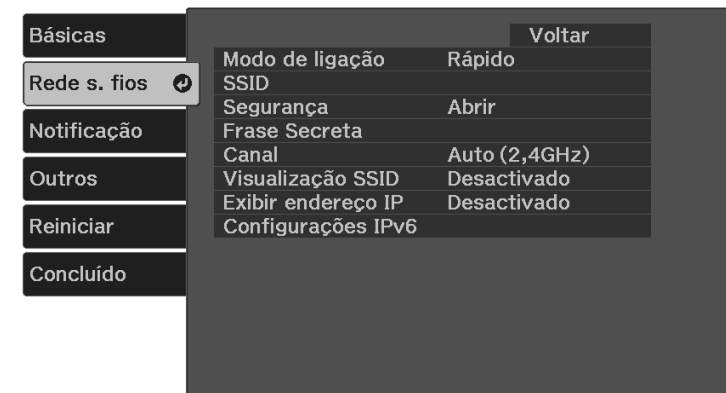 Básicas
Rede s. fios
Notificação
Outros
Reiniciar
Concluído
Voltar
Modo de ligação Rápido
SSID
Segurança Abrir
Frase Secreta
Canal Auto (2,4GHz)
Visualização SSID Desactivado
Exibir endereço IP Desactivado
Configurações IPv6